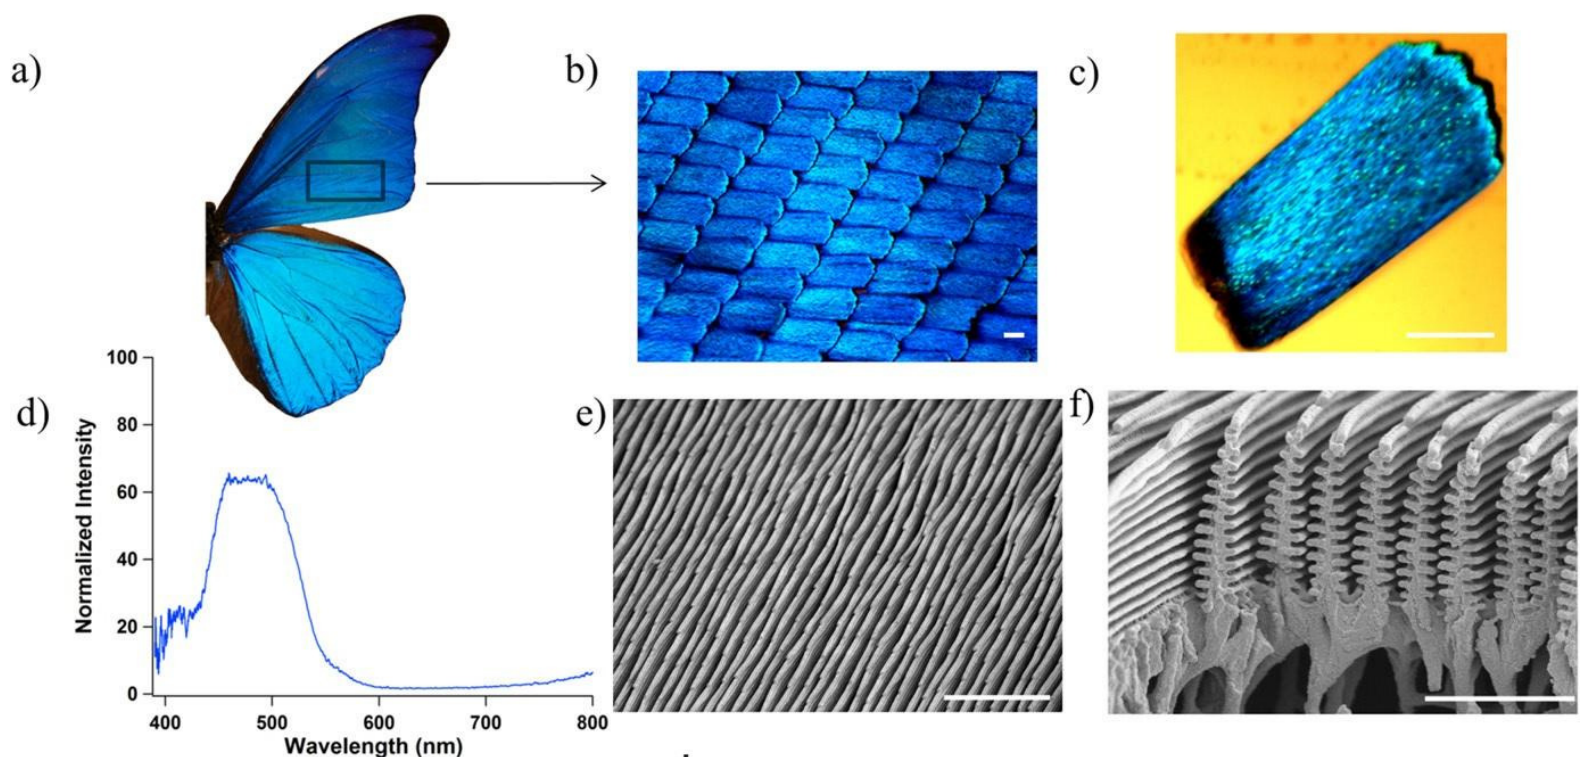 a)
b)
c)
d)
Normalized Intensity
100
80
60
40
20
0
400 500 600 700 800
Wavelength (nm)
e)
f)